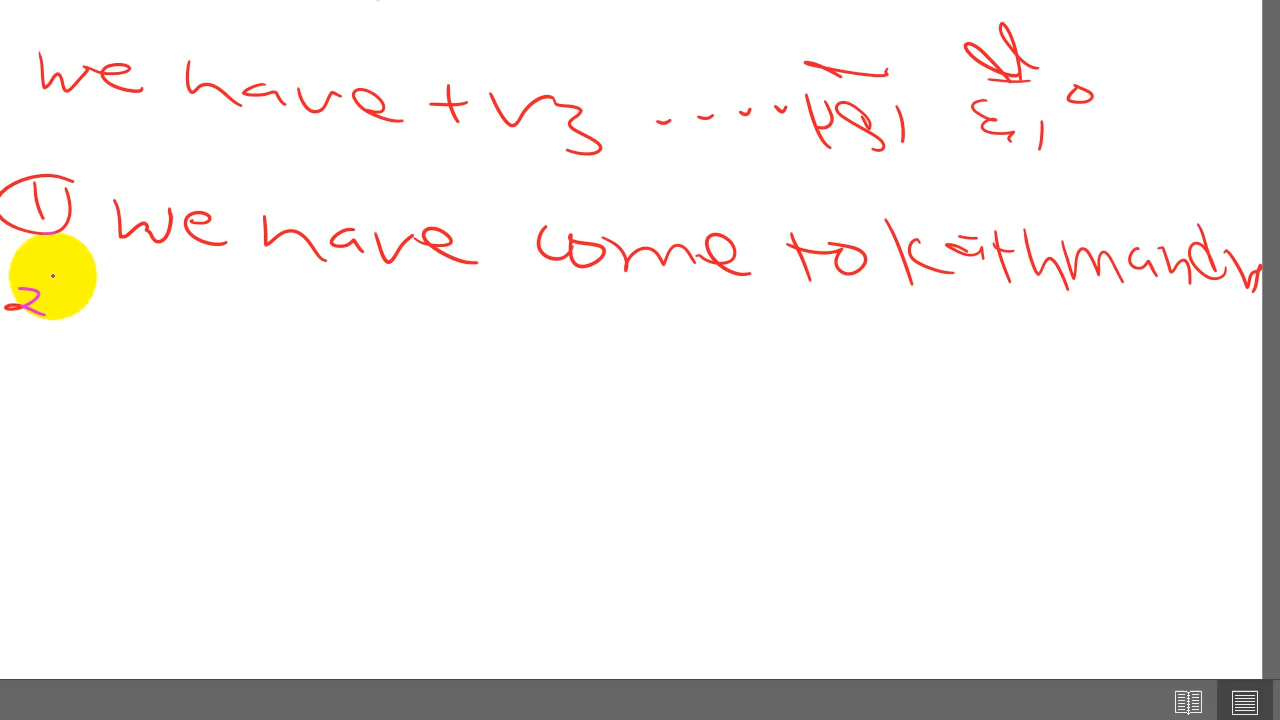 we have + v3 .....
① we have come to Kathmandu
2